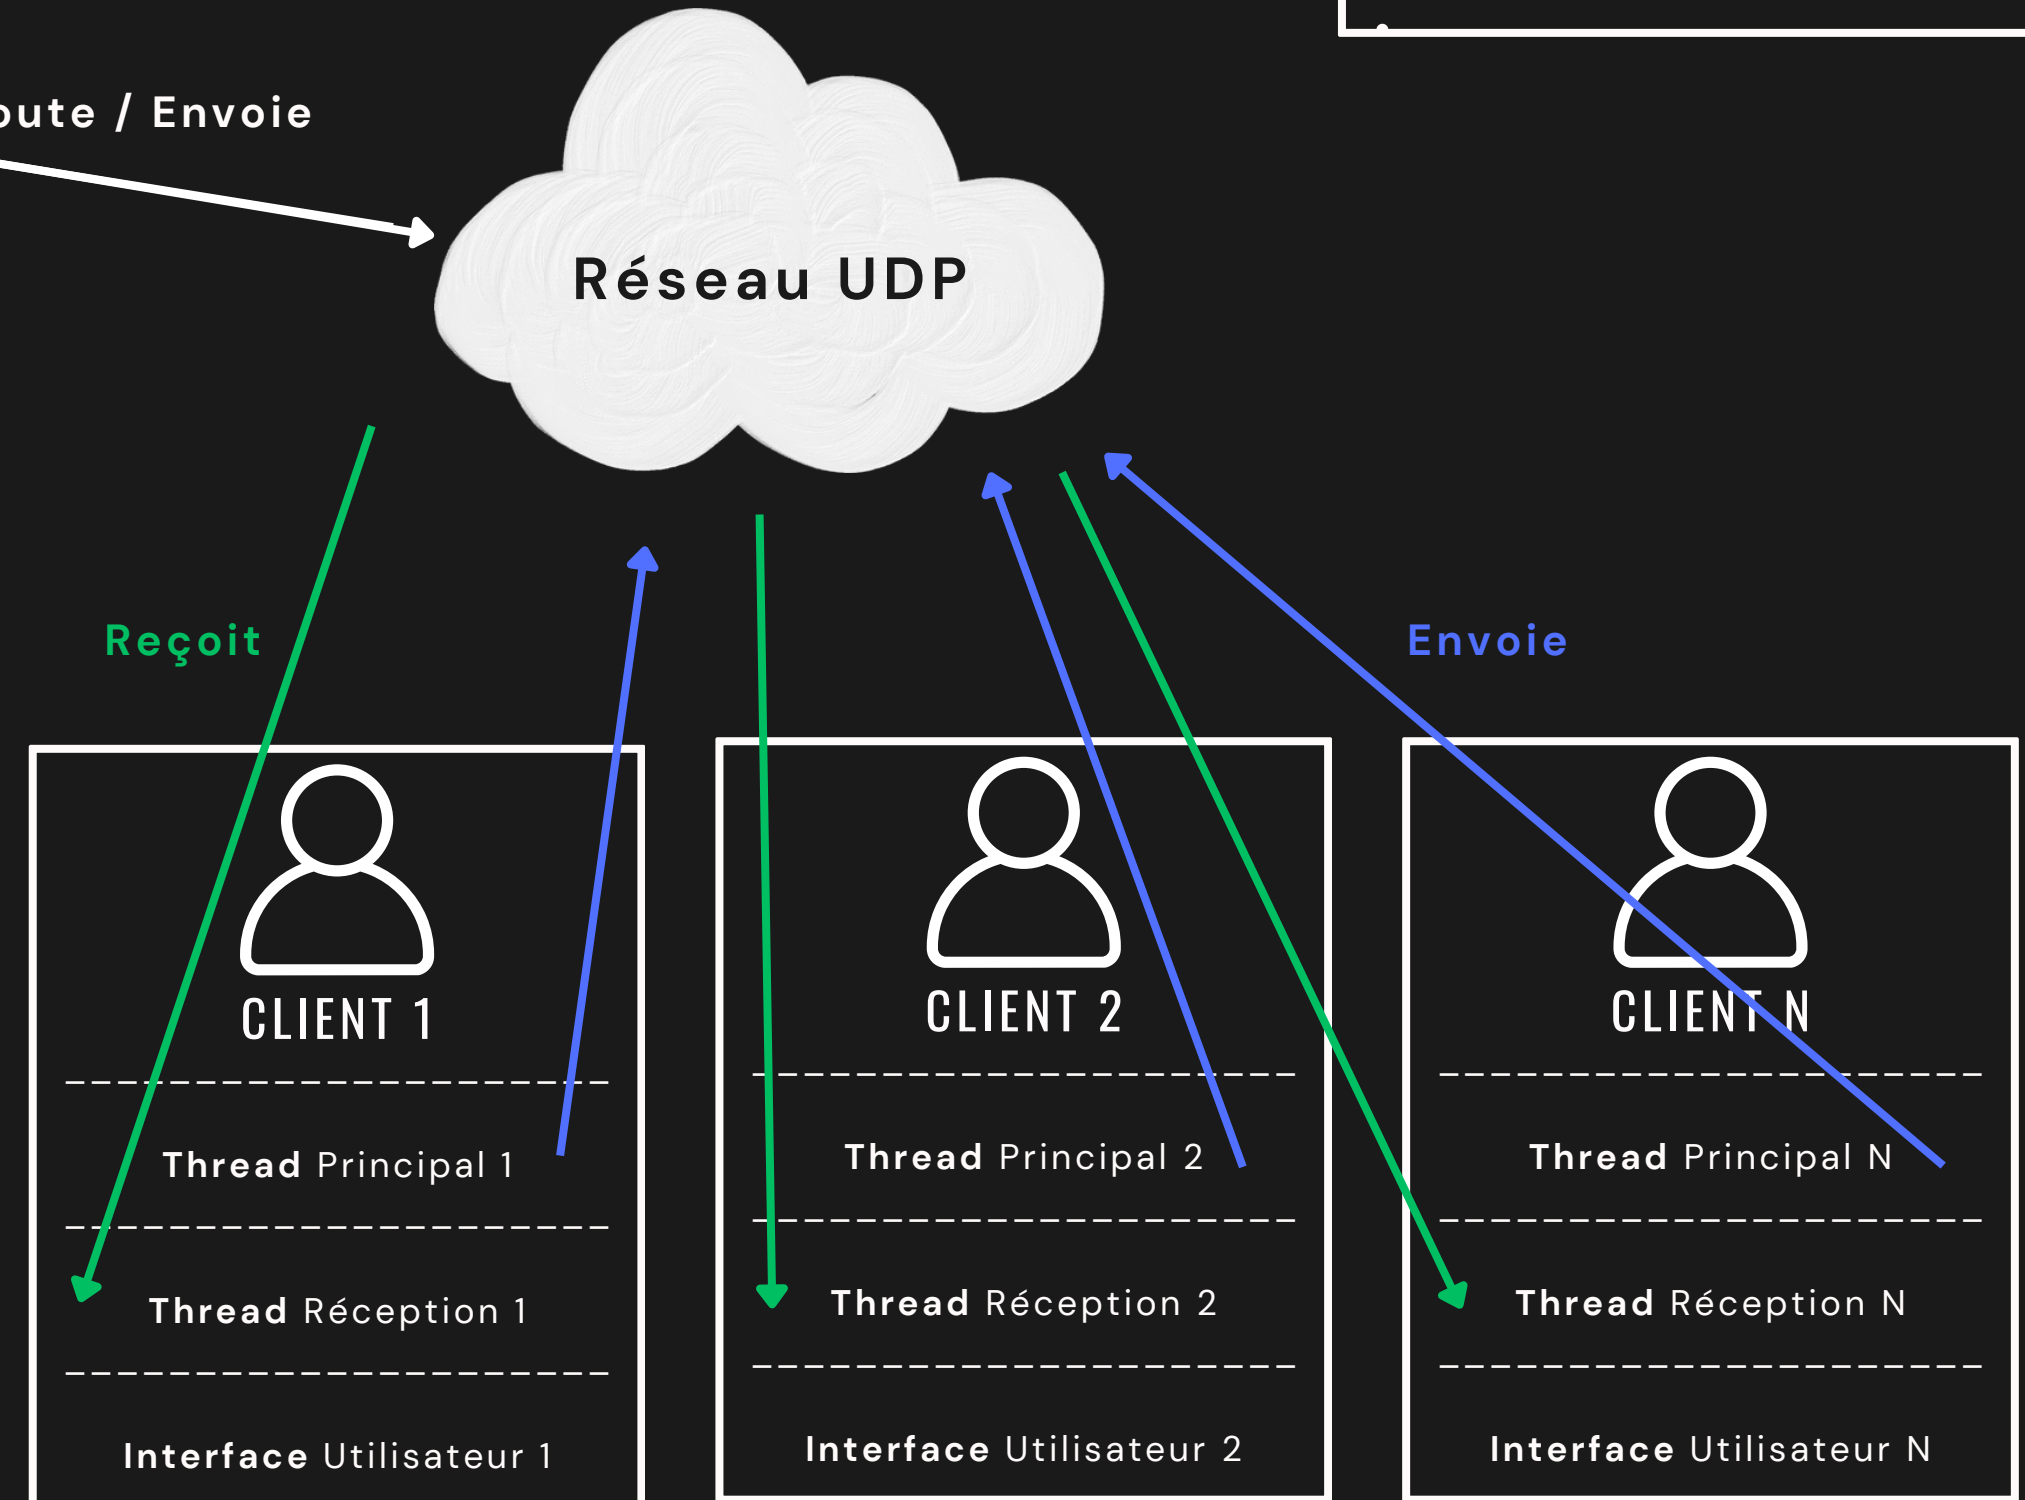 oute / Envoie
Réseau UDP
Reçoit
Envoie
CLIENT 1
Thread Principal 1
Thread Réception 1
Interface Utilisateur 1
CLIENT 2
Thread Principal 2
Thread Réception 2
Interface Utilisateur 2
CLIENT N
Thread Principal N
Thread Réception N
Interface Utilisateur N